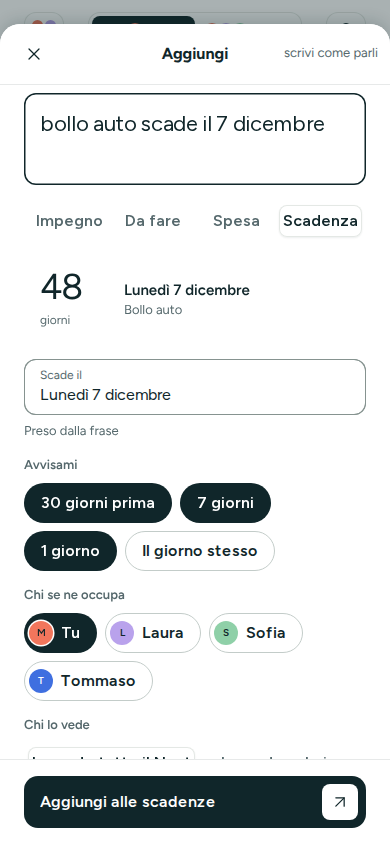 Aggiungi
scrivi come parli
bollo auto scade il 7 dicembre
Impegno
Da fare
Spesa
Scadenza
48
giorni
Lunedì 7 dicembre
Bollo auto
Scade il
Lunedì 7 dicembre
Preso dalla frase
Avvisami
30 giorni prima
7 giorni
1 giorno
Il giorno stesso
Chi se ne occupa
M Tu
L Laura
S Sofia
T Tommaso
Chi lo vede
Aggiungi alle scadenze